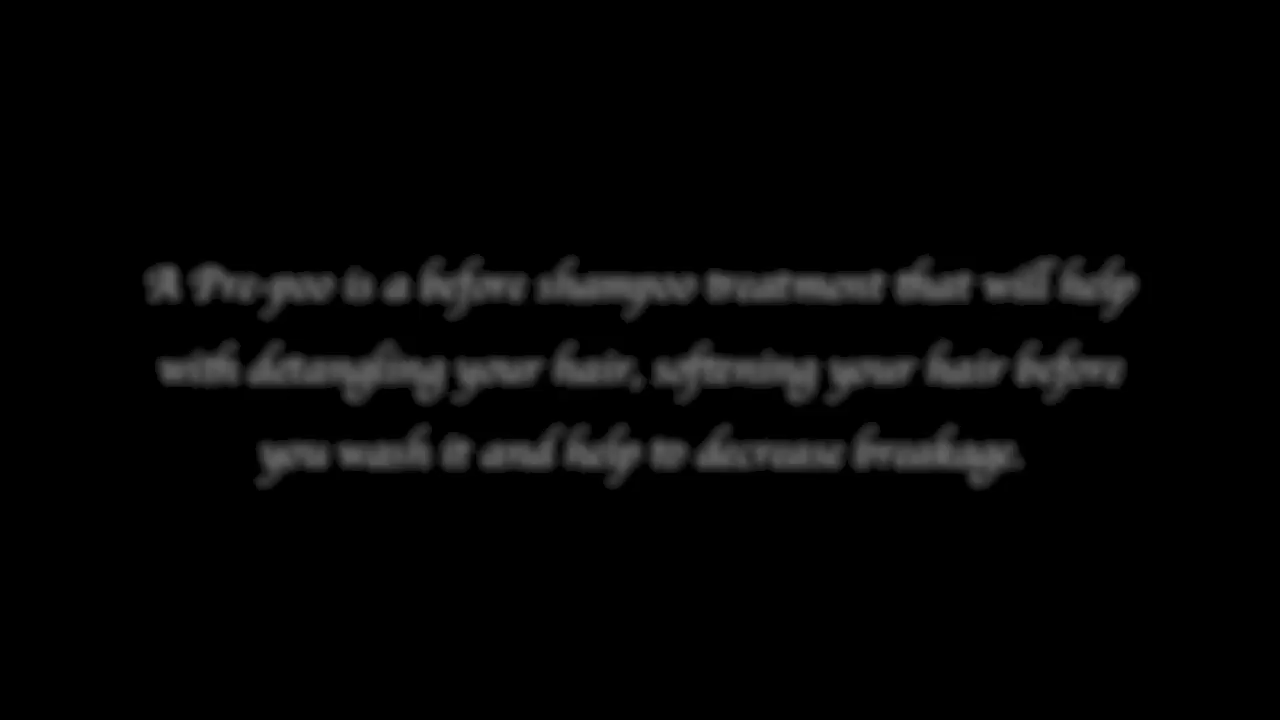 A Pre-poo is a before shampoo treatment that will help
with detangling your hair, softening your hair before
you wash it and help to decrease breakage.